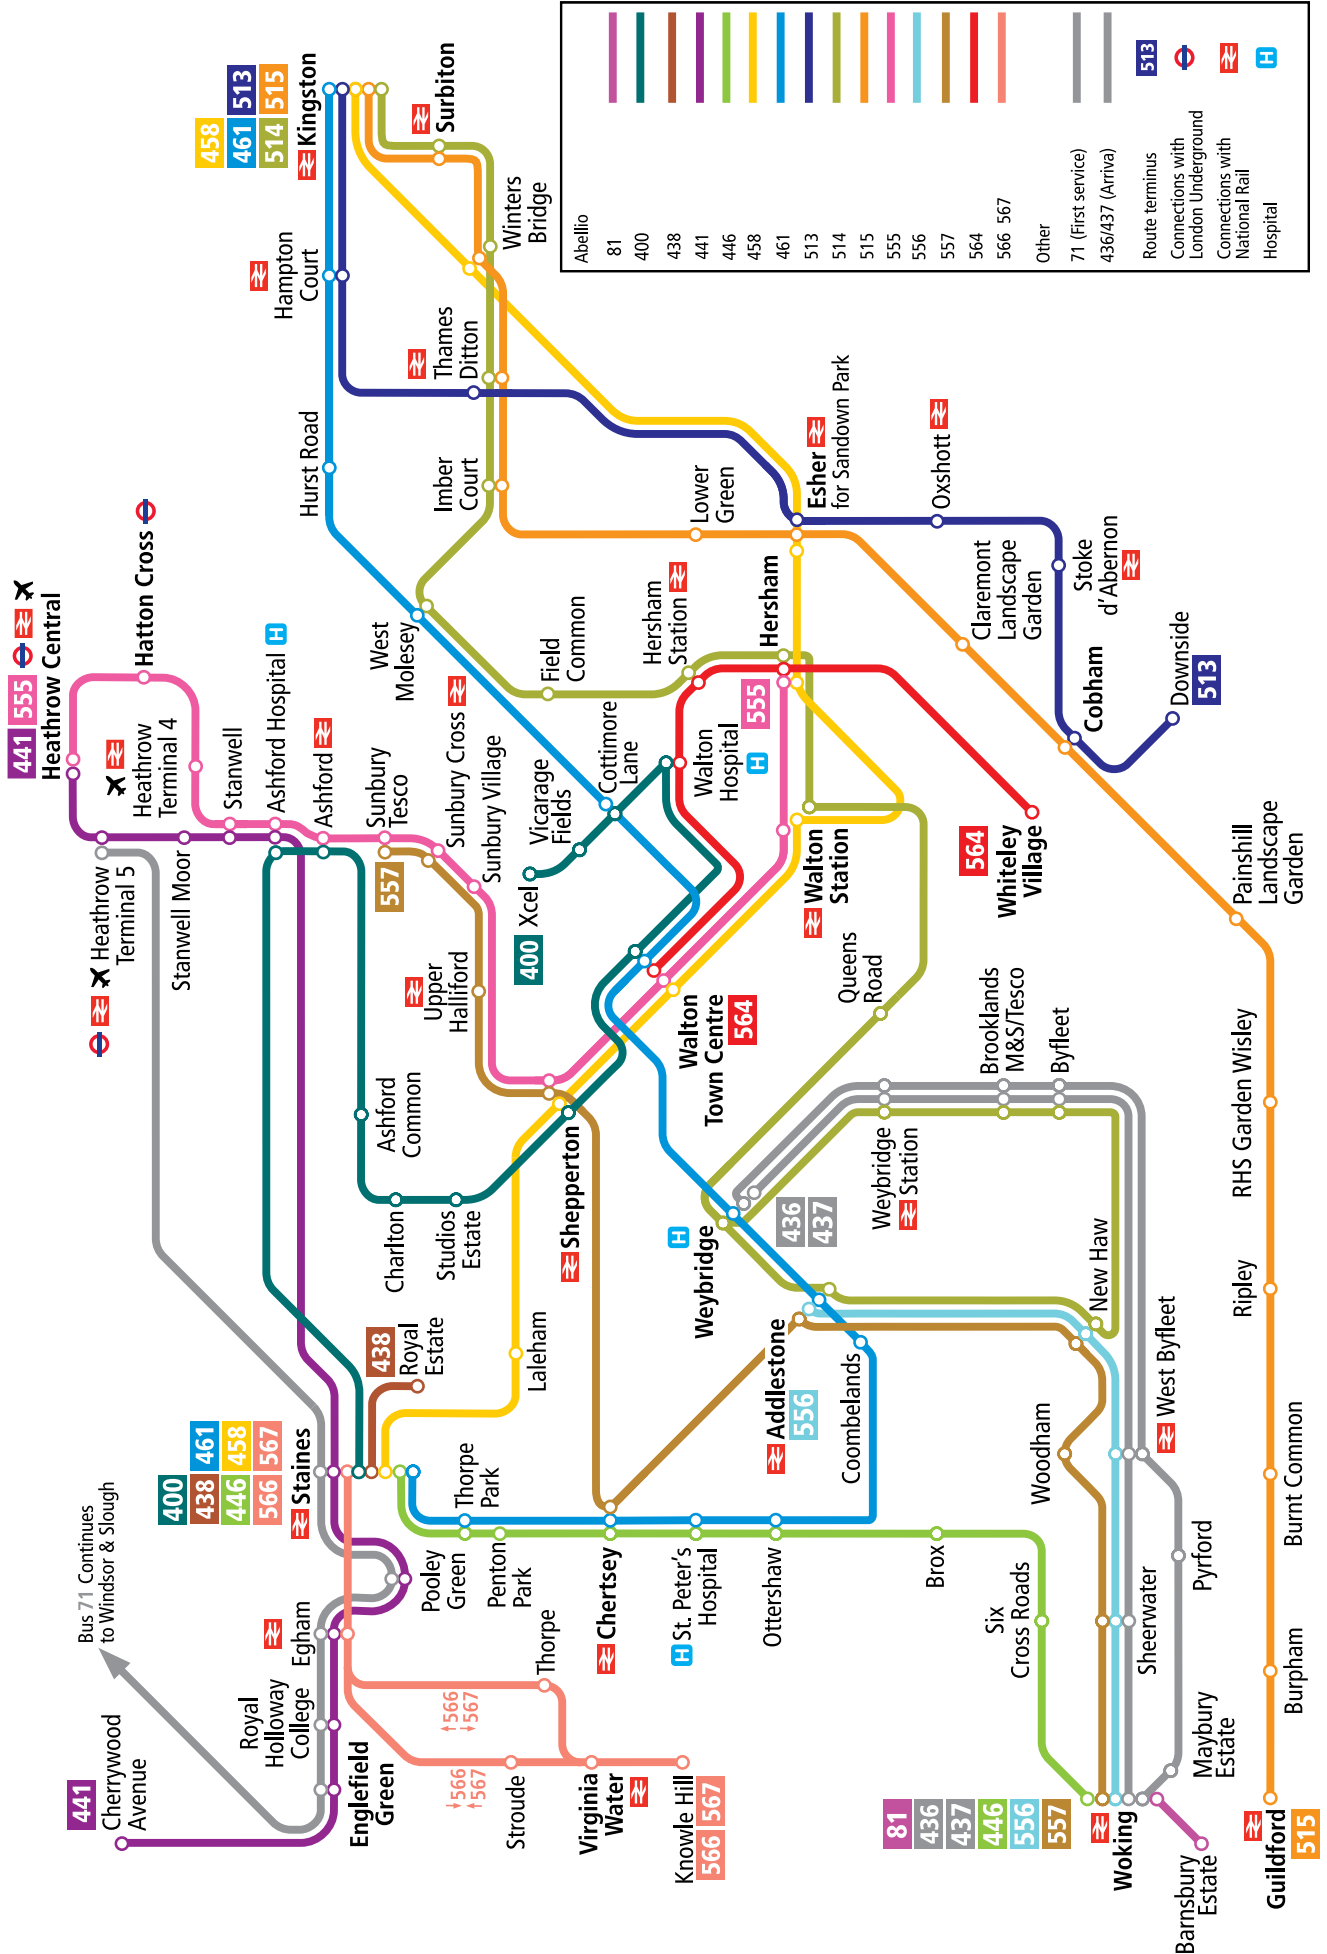 Bus 71 Continues
to Windsor & Slough
441
Cherrywood
Avenue
Royal
Holloway
College
Englefield
Green
Egham
400
438 461
446 458
566 567
Staines
438
Royal
Estate
Pooley
Green
Penton
Park
Thorpe
Park
Thorpe
566
567
566
567
Stroude
Virginia
Water
Knowle Hill
566 567
Chertsey
H St. Peter's
Hospital
Ottershaw
Brox
Six
Cross Roads
81
436
437
446
556
557
Woking
Barnsbury
Estate
Maybury
Estate
Pyrford
Sheerwater
West Byfleet
Woodham
New Haw
Guildford
515
Burpham
Burnt Common
Ripley
RHS Garden Wisley
Painshill
Landscape
Garden
Coombelands
Addlestone
556
H
Weybridge
436
437
Weybridge
Station
Brooklands
M&S/Tesco
Byfleet
Queens
Road
Laleham
Shepperton
Studios
Estate
Charlton
Ashford
Common
Upper
Halliford
Walton
Town Centre
564
Heathrow
Terminal 5
Stanwell Moor
441 555
Heathrow Central
Heathrow
Terminal 4
Hatton Cross
Stanwell
Ashford Hospital H
Ashford
Sunbury
Tesco
557
Sunbury Cross
Sunbury Village
400 Xcel
Vicarage
Fields
Cottimore
Lane
Walton
Hospital
H
Walton
Station
564
Whiteley
Village
555
Hersham
Hersham
Station
Field
Common
West
Molesey
Hurst Road
Hampton
Court
458
461 513
514 515
Kingston
Surbiton
Winters
Bridge
Thames
Ditton
Imber
Court
Lower
Green
Esher
for Sandown Park
Oxshott
Claremont
Landscape
Garden
Stoke
d'Abernon
Cobham
Downside
513
Abellio
81
400
438
441
446
458
461
513
514
515
555
556
557
564
566 567
Other
71 (First service)
436/437 (Arriva)
Route terminus
513
Connections with
London Underground
Connections with
National Rail
Hospital
H